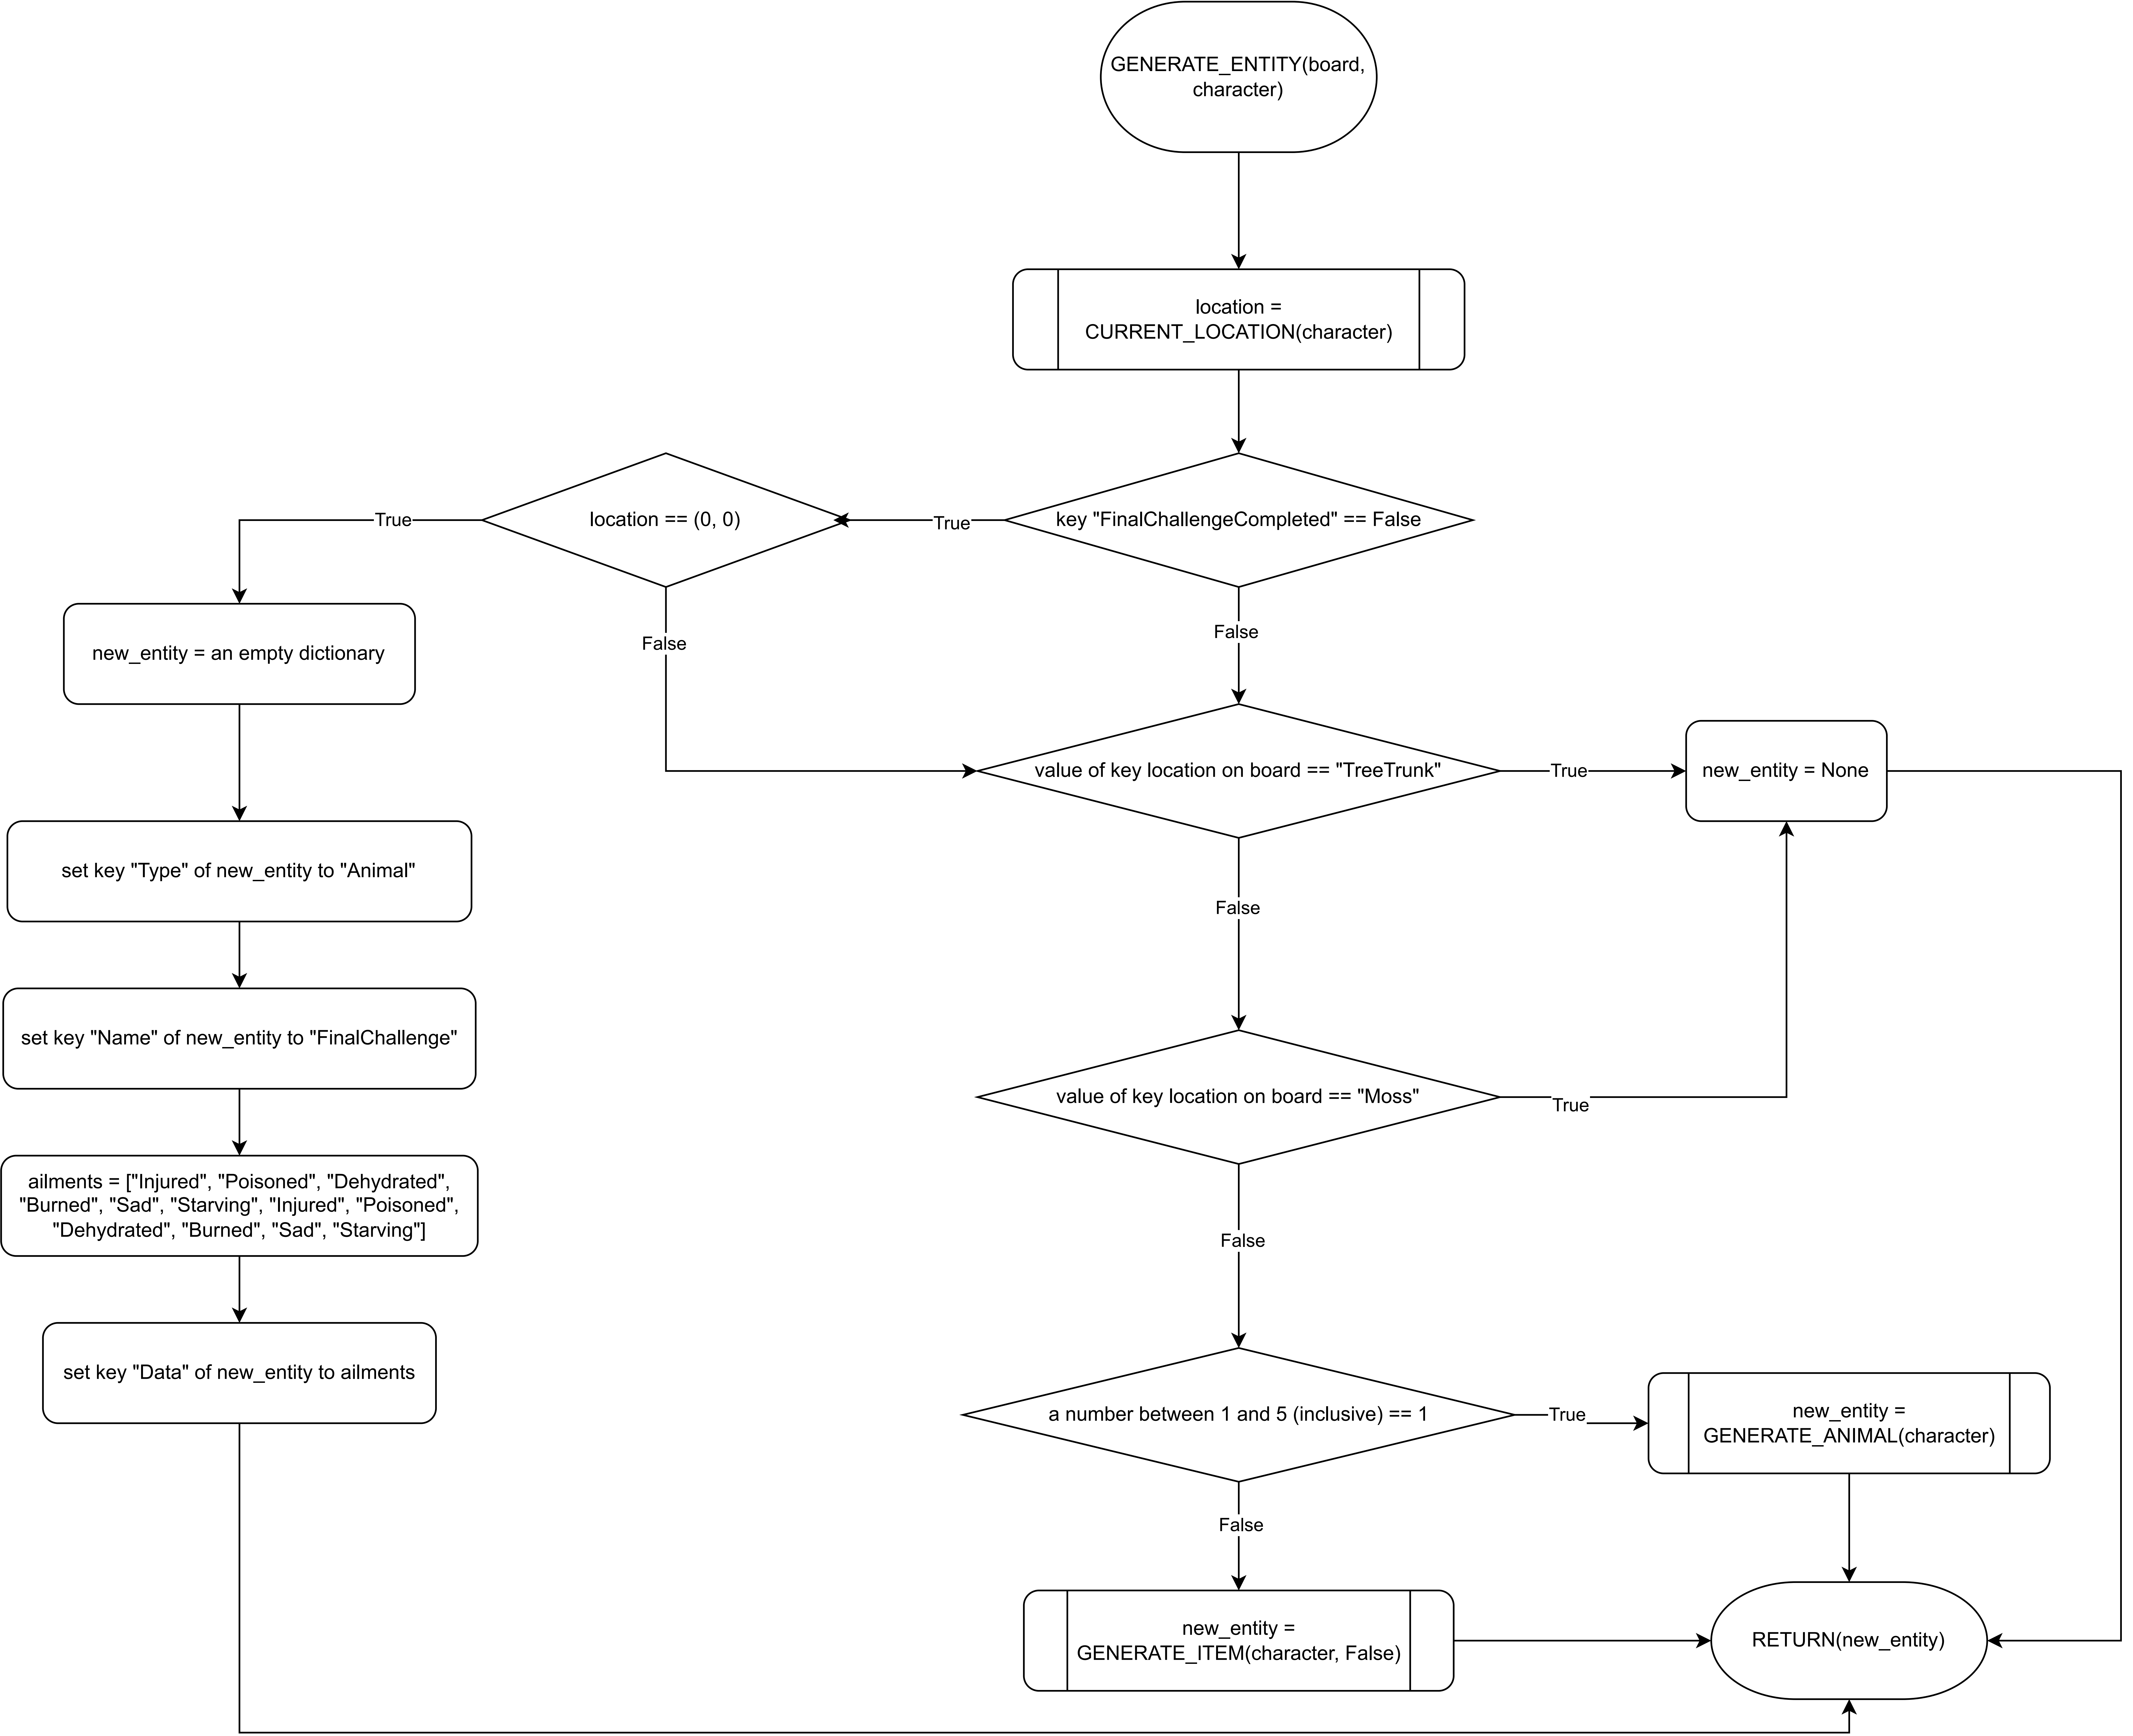 GENERATE_ENTITY(board,
character)
location =
CURRENT_LOCATION(character)
location == (0, 0)
True
key "FinalChallengeCompleted" == False
True
False
False
new_entity = an empty dictionary
value of key location on board == "TreeTrunk"
True
new_entity = None
set key "Type" of new_entity to "Animal"
False
set key "Name" of new_entity to "FinalChallenge"
value of key location on board == "Moss"
True
ailments = ["Injured", "Poisoned", "Dehydrated",
"Burned", "Sad", "Starving", "Injured", "Poisoned",
"Dehydrated", "Burned", "Sad", "Starving"]
False
set key "Data" of new_entity to ailments
a number between 1 and 5 (inclusive) == 1
True
new_entity =
GENERATE_ANIMAL(character)
False
new_entity =
GENERATE_ITEM(character, False)
RETURN(new_entity)